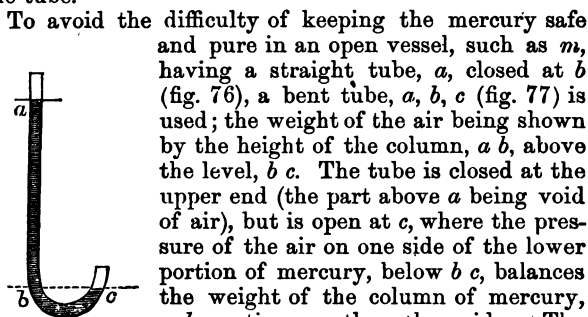 To avoid the difficulty of keeping the mercury safe
and pure in an open vessel, such as m,
having a straight tube, a, closed at b
(fig. 76), a bent tube, a, b, c (fig. 77) is
used; the weight of the air being shown
by the height of the column, a b, above
the level, b c. The tube is closed at the
upper end (the part above a being void
of air), but is open at c, where the pres-
sure of the air on one side of the lower
portion of mercury, below b c, balances
the weight of the column of mercury,
a
b
c